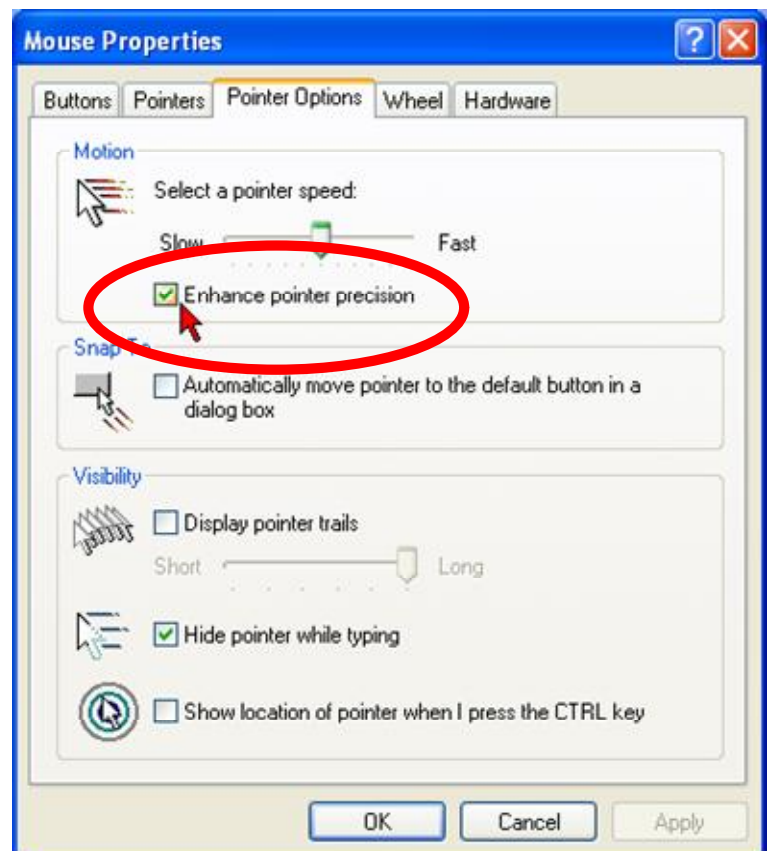 Mouse Properties
Buttons Pointers Pointer Options Wheel Hardware
Motion
Select a pointer speed:
Slow Fast
Enhance pointer precision
Snap To
Automatically move pointer to the default button in a
dialog box
Visibility
Display pointer trails
Short Long
Hide pointer while typing
Show location of pointer when I press the CTRL key
OK Cancel Apply